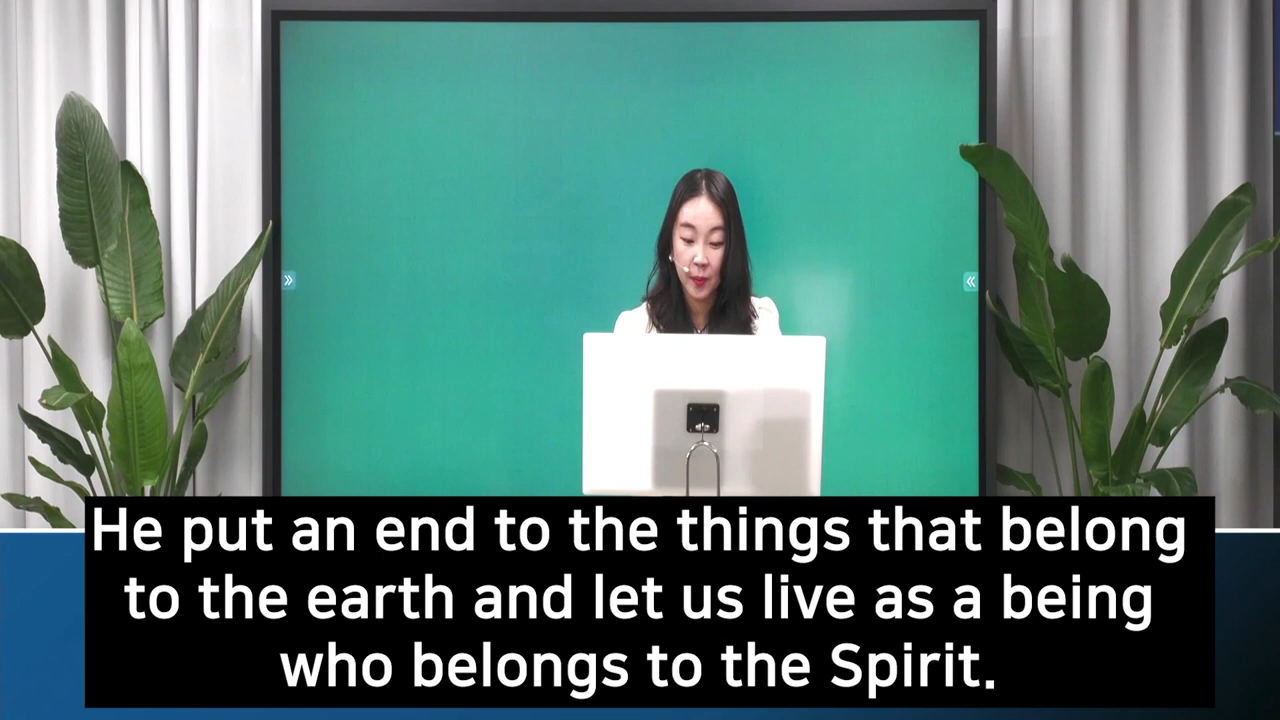 He put an end to the things that belong
to the earth and let us live as a being
who belongs to the Spirit.